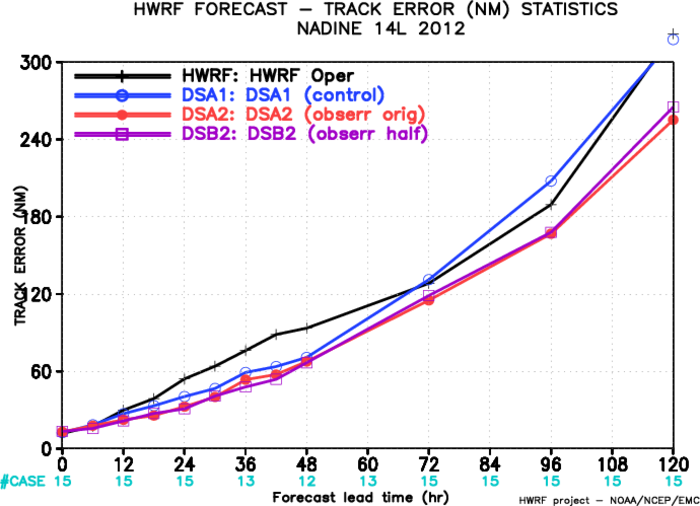 HWRF FORECAST – TRACK ERROR (NM) STATISTICS
NADINE 14L 2012
HWRF: HWRF Oper
DSA1: DSA1 (control)
DSA2: DSA2 (obserr orig)
DSB2: DSB2 (obserr half)
TRACK ERROR (NM)
300
240
180
120
60
0
0 12 24 36 48 60 72 84 96 108 120
#CASE 15 15 15 13 12 13 15 15 15 15 15
Forecast lead time (hr)
HWRF project – NOAA/NCEP/EMC